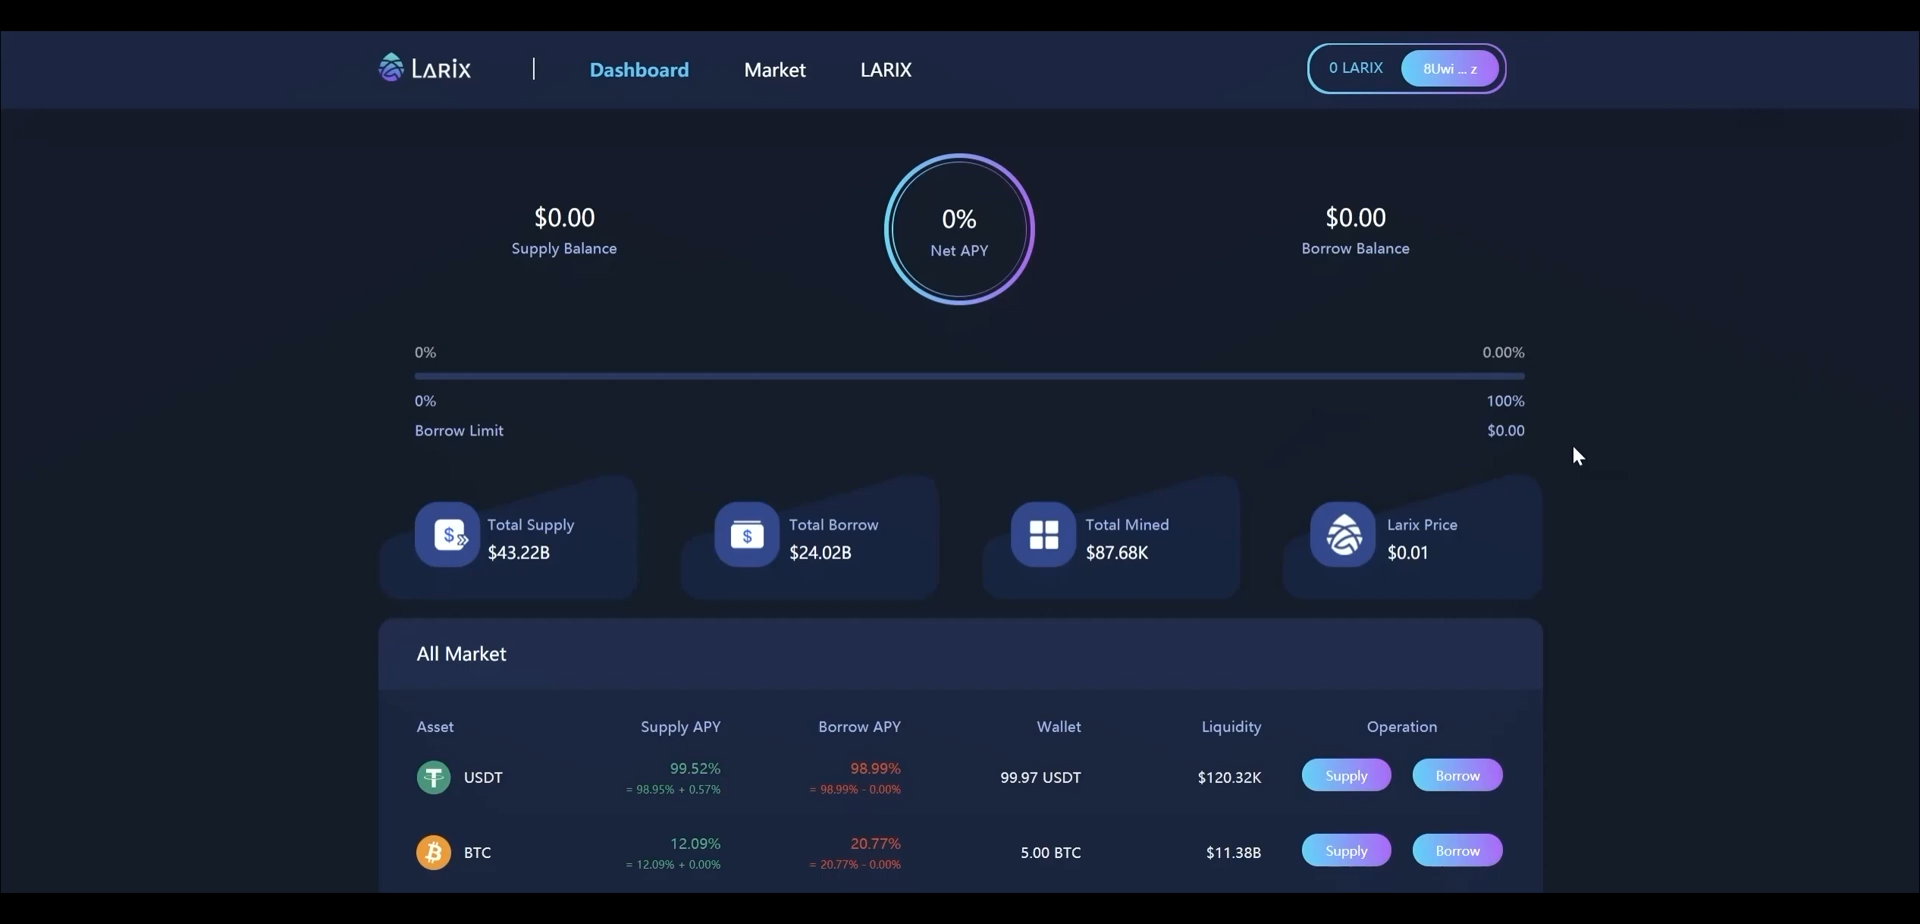 LARIX | Dashboard Market LARIX 0 LARIX 8Uwi ... z
$0.00 0% $0.00
Supply Balance Net APY Borrow Balance
0% 0.00%
0% 100%
Borrow Limit $0.00
Total Supply Total Borrow Total Mined Larix Price
$43.22B $24.02B $87.68K $0.01
All Market
Asset Supply APY Borrow APY Wallet Liquidity Operation
USDT 99.52% 98.99% 99.97 USDT $120.32K Supply Borrow
= 98.95% + 0.57% = 98.99% - 0.00%
BTC 12.09% 20.77% 5.00 BTC $11.38B Supply Borrow
= 12.09% + 0.00% = 20.77% - 0.00%